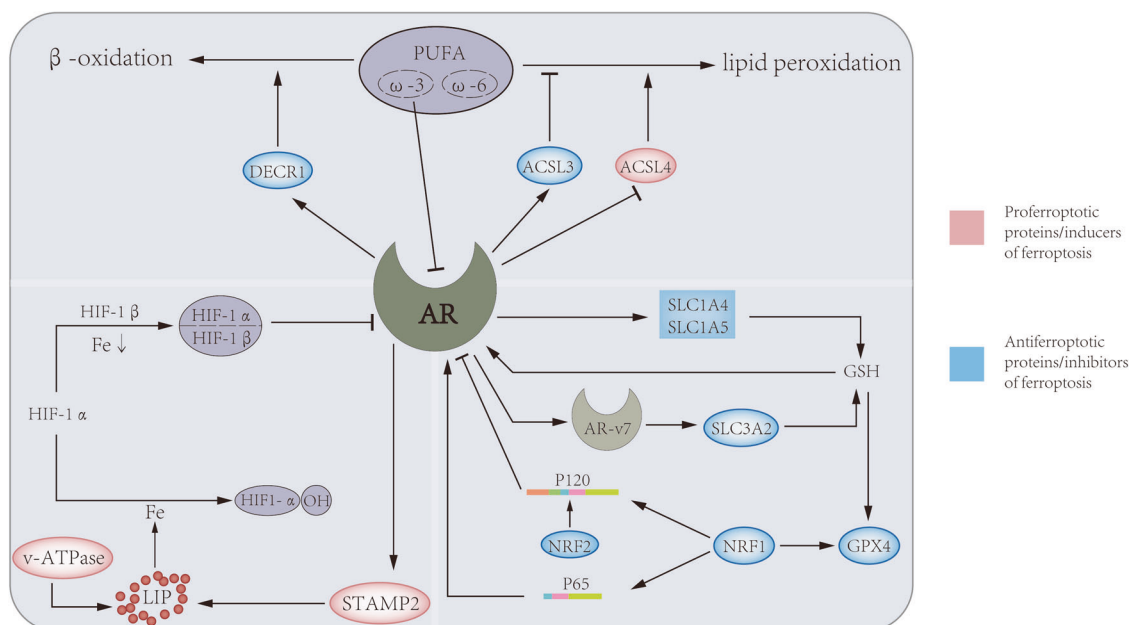 β -oxidation
PUFA
ω -3
ω -6
lipid peroxidation
DECR1
ACSL3
ACSL4
AR
HIF-1 β
Fe ↓
HIF-1 α
HIF-1 β
HIF-1 α
HIF1- α
OH
Fe
v-ATPase
LIP
STAMP2
SLC1A4
SLC1A5
GSH
AR-v7
SLC3A2
P120
NRF2
NRF1
GPX4
P65
Proferroptotic
proteins/inducers
of ferroptosis
Antiferroptotic
proteins/inhibitors
of ferroptosis